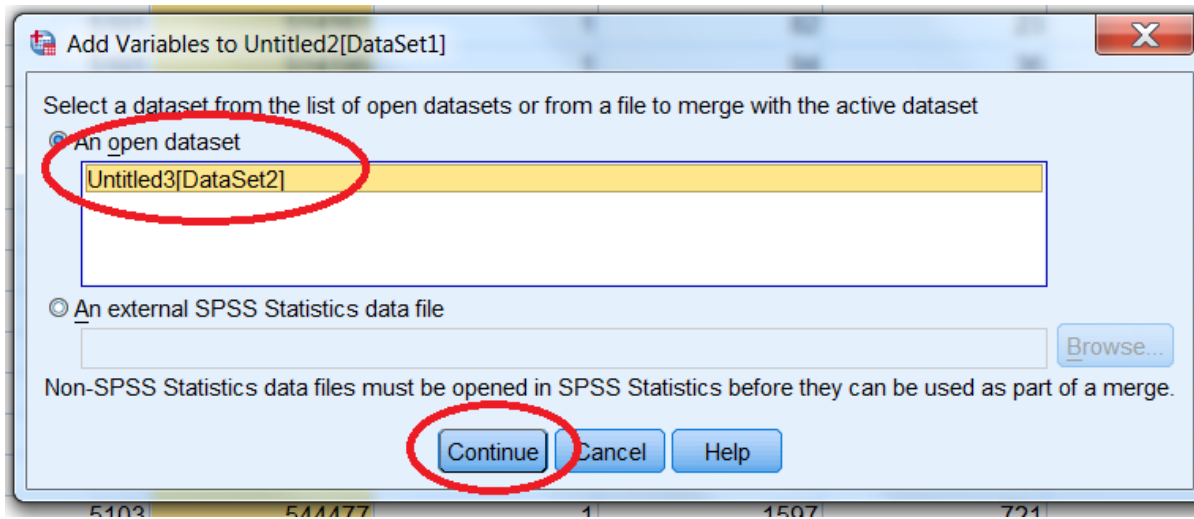 Add Variables to Untitled2[DataSet1]
Select a dataset from the list of open datasets or from a file to merge with the active dataset
An open dataset
Untitled3[DataSet2]
An external SPSS Statistics data file
Browse...
Non-SPSS Statistics data files must be opened in SPSS Statistics before they can be used as part of a merge.
Continue Cancel Help
5103 544477 1 1597 721